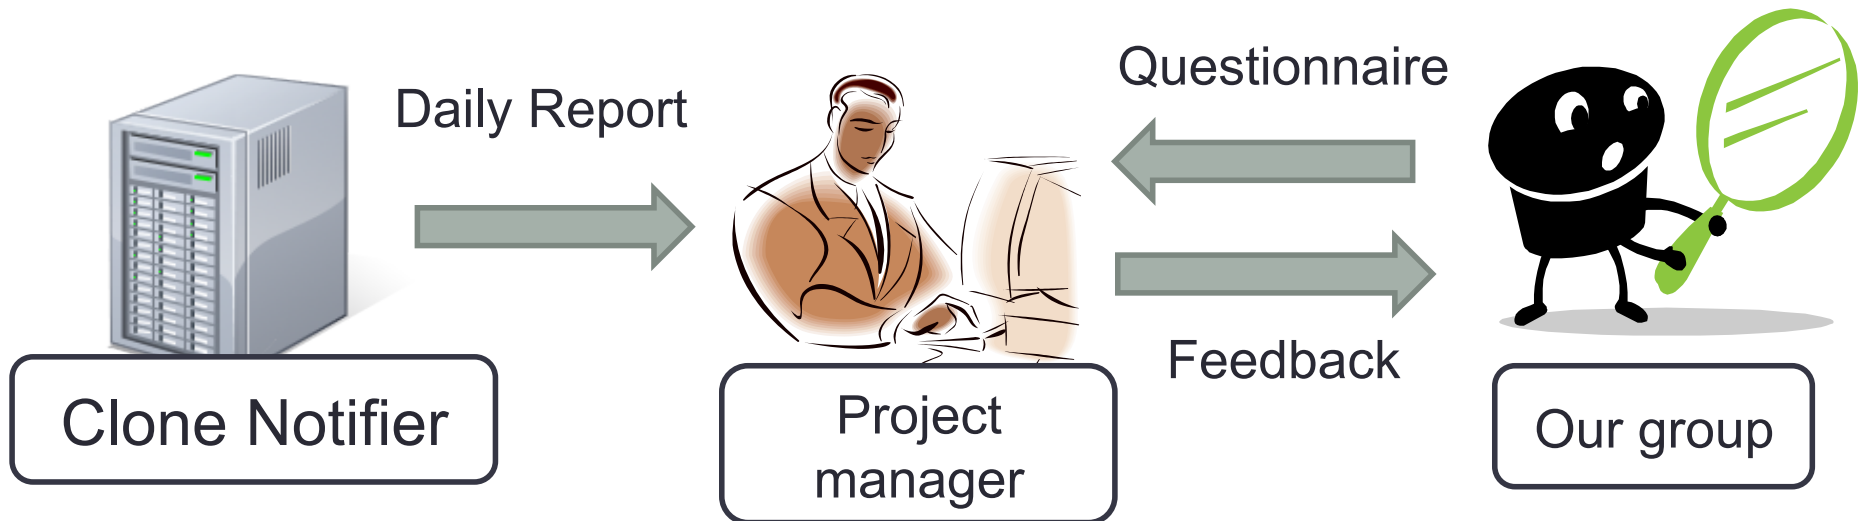 Daily Report
Questionnaire
Feedback
Clone Notifier
Project
manager
Our group